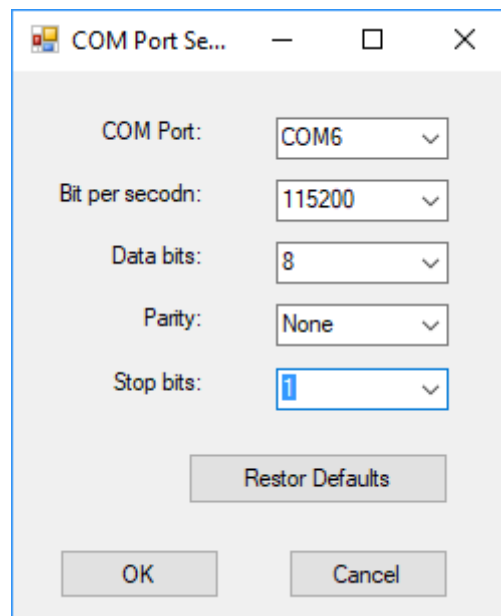 COM Port Se...
COM Port: COM6
Bit per secodn: 115200
Data bits: 8
Parity: None
Stop bits: 1
Restor Defaults
OK Cancel